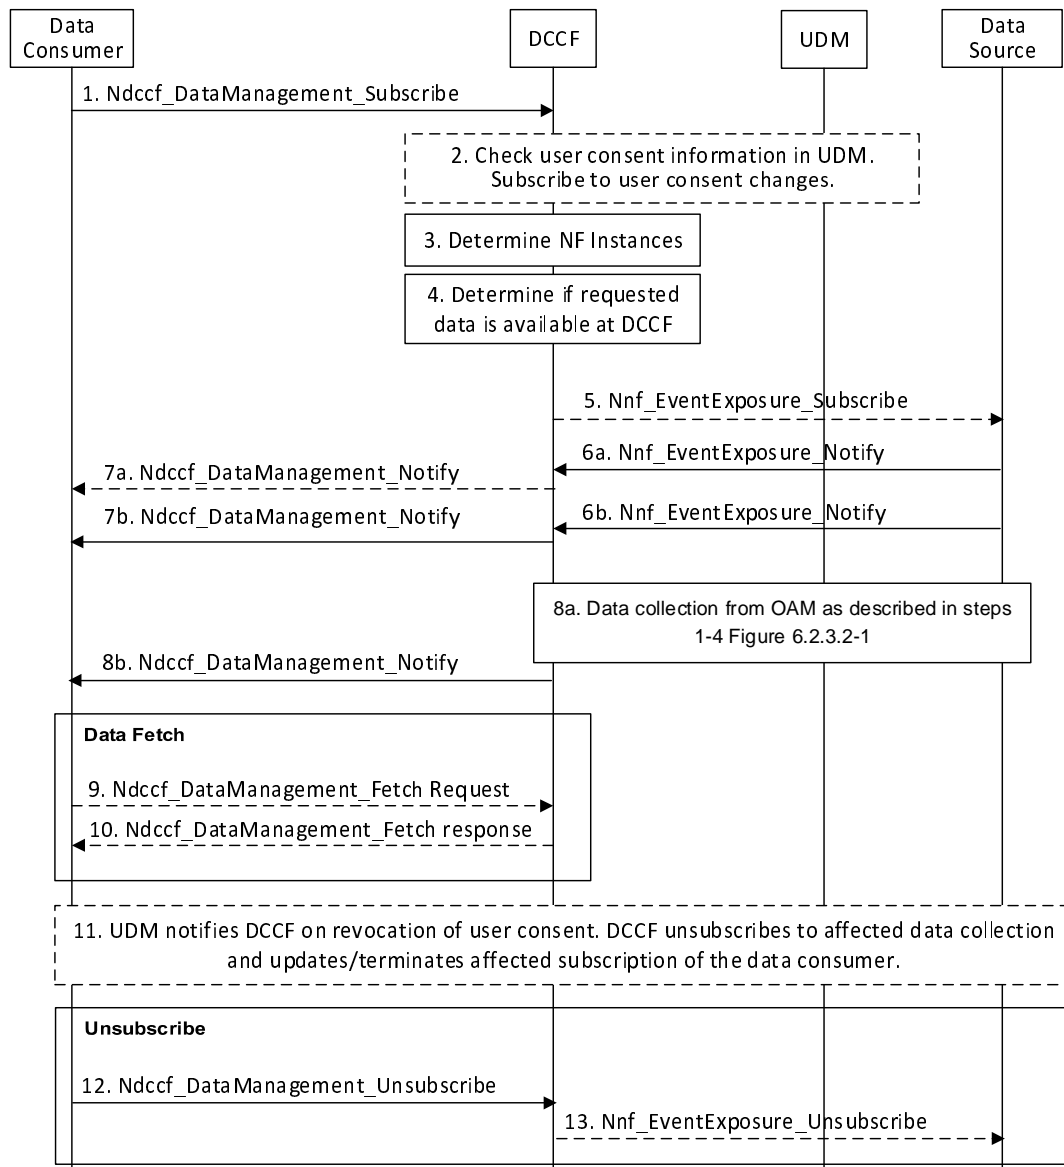 Data
Consumer
DCCF
UDM
Data
Source
1. Ndccf_DataManagement_Subscribe
2. Check user consent information in UDM.
Subscribe to user consent changes.
3. Determine NF Instances
4. Determine if requested
data is available at DCCF
5. Nnf_EventExposure_Subscribe
6a. Nnf_EventExposure_Notify
7a. Ndccf_DataManagement_Notify
6b. Nnf_EventExposure_Notify
7b. Ndccf_DataManagement_Notify
8a. Data collection from OAM as described in steps
1-4 Figure 6.2.3.2-1
8b. Ndccf_DataManagement_Notify
Data Fetch
9. Ndccf_DataManagement_Fetch Request
10. Ndccf_DataManagement_Fetch response
11. UDM notifies DCCF on revocation of user consent. DCCF unsubscribes to affected data collection
and updates/terminates affected subscription of the data consumer.
Unsubscribe
12. Ndccf_DataManagement_Unsubscribe
13. Nnf_EventExposure_Unsubscribe